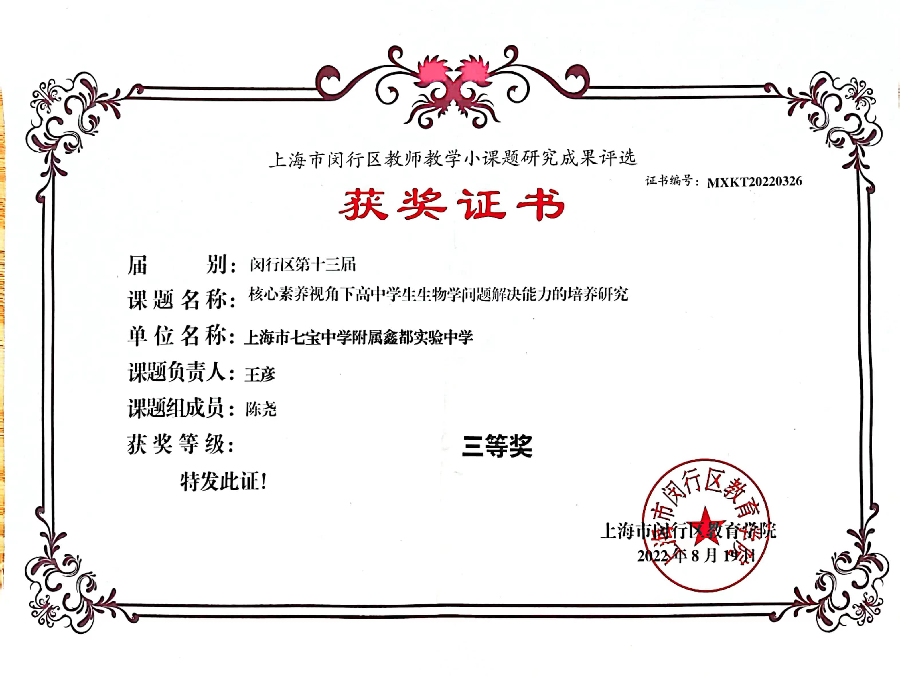 上海市闵行区教师教学小课题研究成果评选
证书编号：MXKT20220326
获奖证书
届 别：闵行区第十三届
课题名称：核心素养视角下高中学生生物学问题解决能力的培养研究
单位名称：上海市七宝中学附属鑫都实验中学
课题负责人：王彦
课题组成员：陈尧
获奖等级：三等奖
特发此证！
上海市闵行区教育学院
2022年8月19日
上海市闵行区教育学会